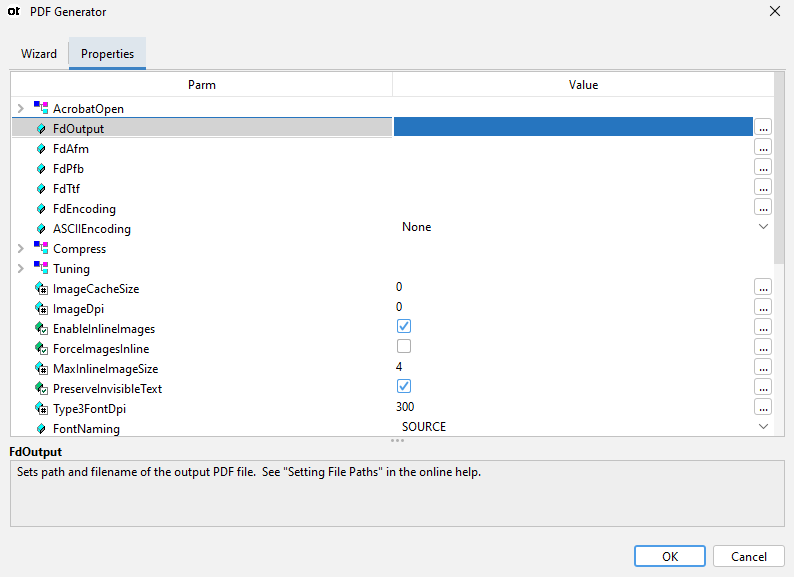 ot PDF Generator
Wizard Properties
Parm Value
AcrobatOpen
FdOutput ...
FdAfm ...
FdPfb ...
FdTtf ...
FdEncoding ...
ASCIIEncoding None
Compress
Tuning
ImageCacheSize 0 ...
ImageDpi 0 ...
EnableInlineImages ...
ForceImagesInline ...
MaxInlineImageSize 4 ...
PreserveInvisibleText ...
Type3FontDpi 300 ...
FontNaming SOURCE
FdOutput
Sets path and filename of the output PDF file. See "Setting File Paths" in the online help.
OK Cancel